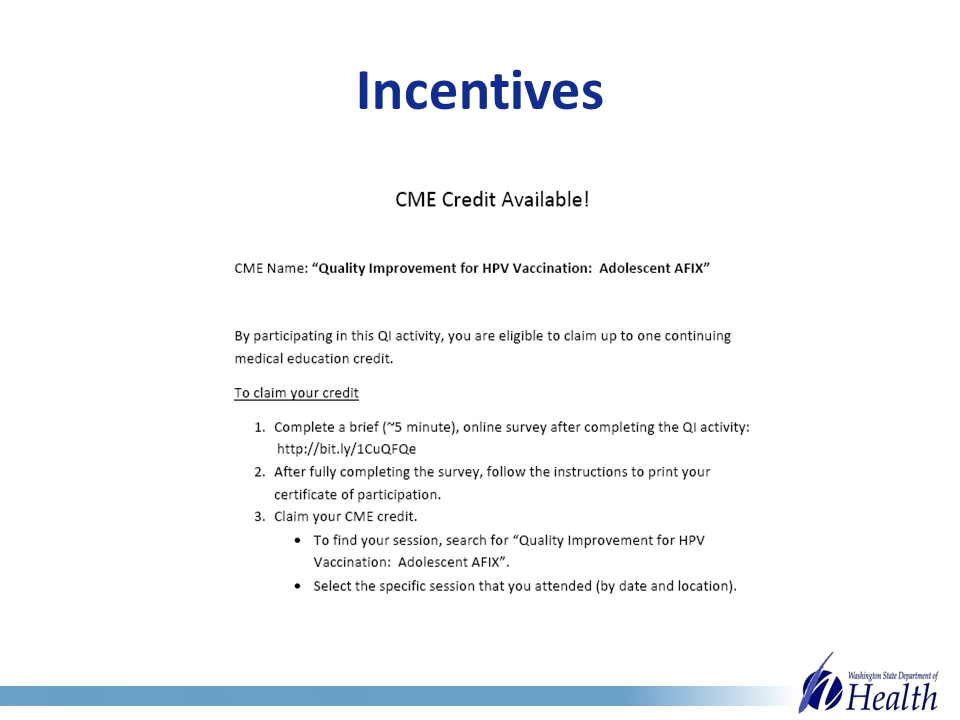 Incentives
CME Credit Available!
CME Name: “Quality Improvement for HPV Vaccination:  Adolescent AFIX”
By participating in this QI activity, you are eligible to claim up to one continuing
medical education credit.
To claim your credit
1. Complete a brief (~5 minute), online survey after completing the QI activity:
http://bit.ly/1CuQFQe
2. After fully completing the survey, follow the instructions to print your
certificate of participation.
3. Claim your CME credit.
• To find your session, search for “Quality Improvement for HPV
Vaccination:  Adolescent AFIX”.
• Select the specific session that you attended (by date and location).
Washington State Department of
Health